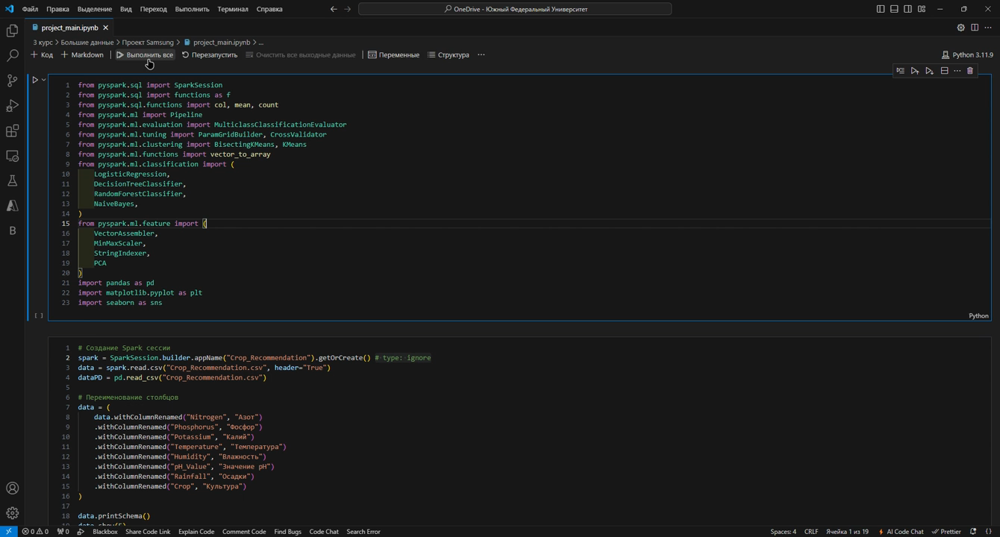 Файл Правка Выделение Вид Переход Выполнить Терминал Справка OneDrive - Южный Федеральный Университет
project_main.ipynb
3 курс > Большие данные > Проект Samsung > project_main.ipynb > ...
+ Код + Markdown Выполнить все Перезапустить Очистить все выходные данные Переменные Структура ... Python 3.11.9
1 from pyspark.sql import SparkSession
2 from pyspark.sql import functions as f
3 from pyspark.sql.functions import col, mean, count
4 from pyspark.ml import Pipeline
5 from pyspark.ml.evaluation import MulticlassClassificationEvaluator
6 from pyspark.ml.tuning import ParamGridBuilder, CrossValidator
7 from pyspark.ml.clustering import BisectingKMeans, KMeans
8 from pyspark.ml.functions import vector_to_array
9 from pyspark.ml.classification import (
10 LogisticRegression,
11 DecisionTreeClassifier,
12 RandomForestClassifier,
13 NaiveBayes,
14 )
15 from pyspark.ml.feature import (
16 VectorAssembler,
17 MinMaxScaler,
18 StringIndexer,
19 PCA
20 )
21 import pandas as pd
22 import matplotlib.pyplot as plt
23 import seaborn as sns
[ ] Python
1 # Создание Spark сессии
2 spark = SparkSession.builder.appName("Crop_Recommendation").getOrCreate() # type: ignore
3 data = spark.read.csv("Crop_Recommendation.csv", header="True")
4 dataPD = pd.read_csv("Crop_Recommendation.csv")
5
6 # Переименование столбцов
7 data = (
8 data.withColumnRenamed("Nitrogen", "Азот")
9 .withColumnRenamed("Phosphorus", "Фосфор")
10 .withColumnRenamed("Potassium", "Калий")
11 .withColumnRenamed("Temperature", "Температура")
12 .withColumnRenamed("Humidity", "Влажность")
13 .withColumnRenamed("pH_Value", "Значение pH")
14 .withColumnRenamed("Rainfall", "Осадки")
15 .withColumnRenamed("Crop", "Культура")
16 )
17
18 data.printSchema()
19 data.show(5)
0 0 0 Blackbox Share Code Link Explain Code Comment Code Find Bugs Code Chat Search Error Spaces: 4 CRLF Ячейка 1 из 19 AI Code Chat Prettier